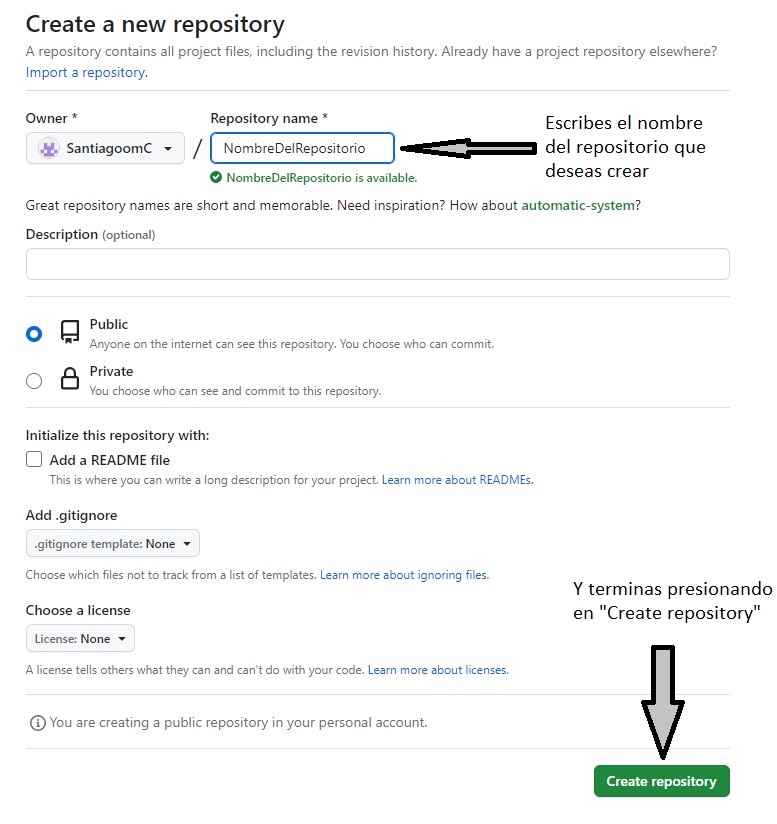 Create a new repository
A repository contains all project files, including the revision history. Already have a project repository elsewhere?
Import a repository.
Owner *
Repository name *
SantiagoomC
/
NombreDelRepositorio
NombreDelRepositorio is available.
Escribes el nombre
del repositorio que
deseas crear
Great repository names are short and memorable. Need inspiration? How about automatic-system?
Description (optional)
Public
Anyone on the internet can see this repository. You choose who can commit.
Private
You choose who can see and commit to this repository.
Initialize this repository with:
Add a README file
This is where you can write a long description for your project. Learn more about READMEs.
Add .gitignore
.gitignore template: None
Choose which files not to track from a list of templates. Learn more about ignoring files.
Choose a license
License: None
A license tells others what they can and can't do with your code. Learn more about licenses.
Y terminas presionando
en "Create repository"
You are creating a public repository in your personal account.
Create repository